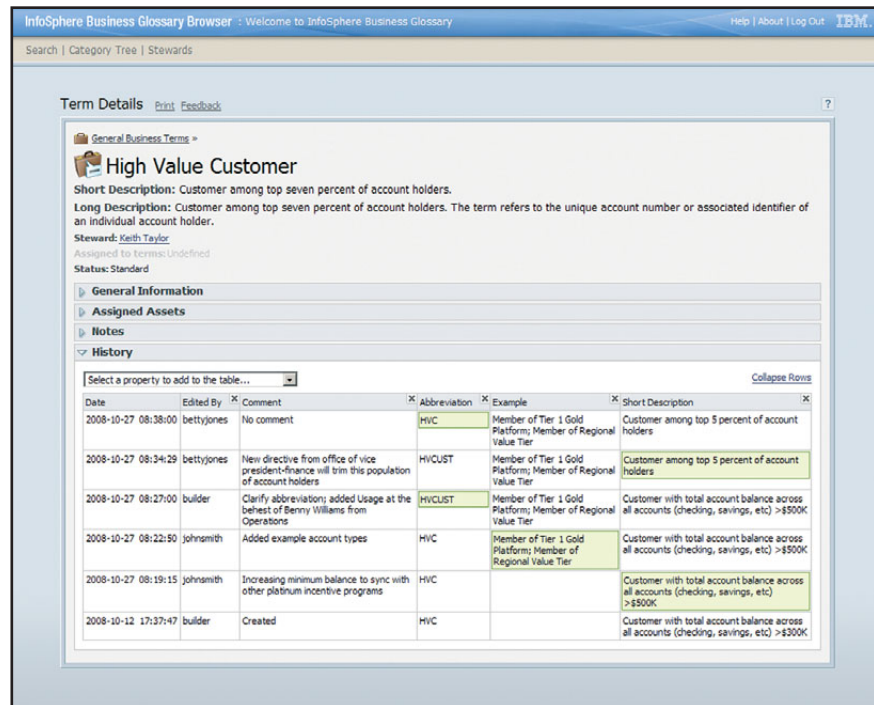 InfoSphere Business Glossary Browser : Welcome to InfoSphere Business Glossary
Help | About | Log Out IBM.
Search | Category Tree | Stewards
Term Details Print Feedback
?
General Business Terms »
High Value Customer
Short Description: Customer among top seven percent of account holders.
Long Description: Customer among top seven percent of account holders. The term refers to the unique account number or associated identifier of
an individual account holder.
Steward: Keith Taylor
Assigned to terms: Undefined
Status: Standard
General Information
Assigned Assets
Notes
History
Select a property to add to the table...
Collapse Rows
Date Edited By X Comment X Abbreviation X Example X Short Description X
2008-10-27 08:38:00 bettyjones No comment HVC Member of Tier 1 Gold Customer among top 5 percent of account
Platform; Member of Regional holders
Value Tier
2008-10-27 08:34:29 bettyjones New directive from office of vice HVCUST Member of Tier 1 Gold Customer among top 5 percent of account
president-finance will trim this population Platform; Member of Regional holders
of account holders Value Tier
2008-10-27 08:27:00 builder Clarify abbreviation; added Usage at the HVCUST Member of Tier 1 Gold Customer with total account balance across
behest of Benny Williams from Platform; Member of Regional all accounts (checking, savings, etc) >$500K
Operations Value Tier
2008-10-27 08:22:50 johnsmith Added example account types HVC Member of Tier 1 Gold Customer with total account balance across
Platform; Member of all accounts (checking, savings, etc) >$500K
Regional Value Tier
2008-10-27 08:19:15 johnsmith Increasing minimum balance to sync with HVC Customer with total account balance across
other platinum incentive programs all accounts (checking, savings, etc)
>$500K
2008-10-12 17:37:47 builder Created HVC Customer with total account balance across
all accounts (checking, savings, etc) >$300K